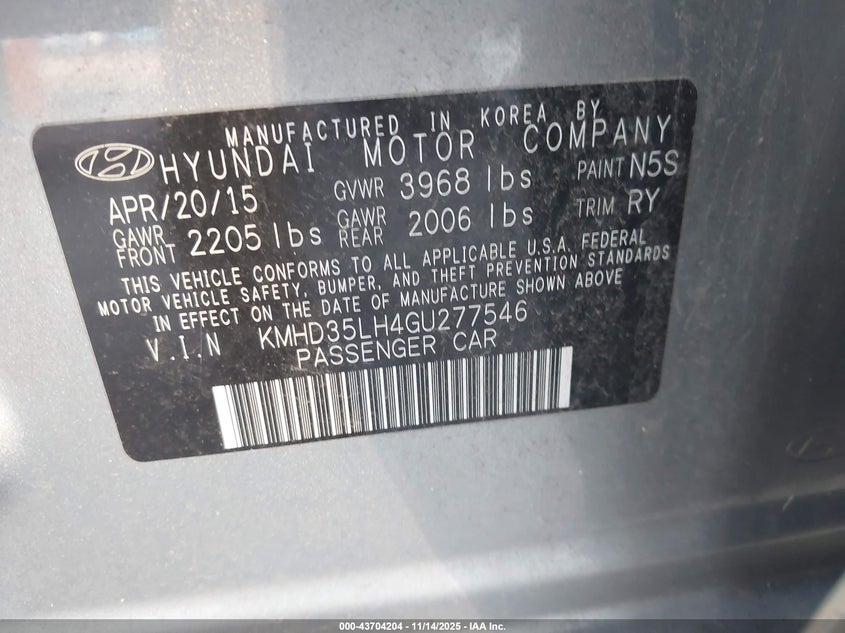 MANUFACTURED IN KOREA BY
HYUNDAI MOTOR COMPANY
APR/20/15 GVWR 3968 lbs PAINT N5S
GAWR FRONT 2205 lbs GAWR REAR 2006 lbs TRIM RY
THIS VEHICLE CONFORMS TO ALL APPLICABLE U.S.A. FEDERAL
MOTOR VEHICLE SAFETY, BUMPER, AND THEFT PREVENTION STANDARDS
IN EFFECT ON THE DATE OF MANUFACTURE SHOWN ABOVE
V.I.N KMHD35LH4GU277546
PASSENGER CAR
000-43704204 | 11/14/2025 - IAA Inc.